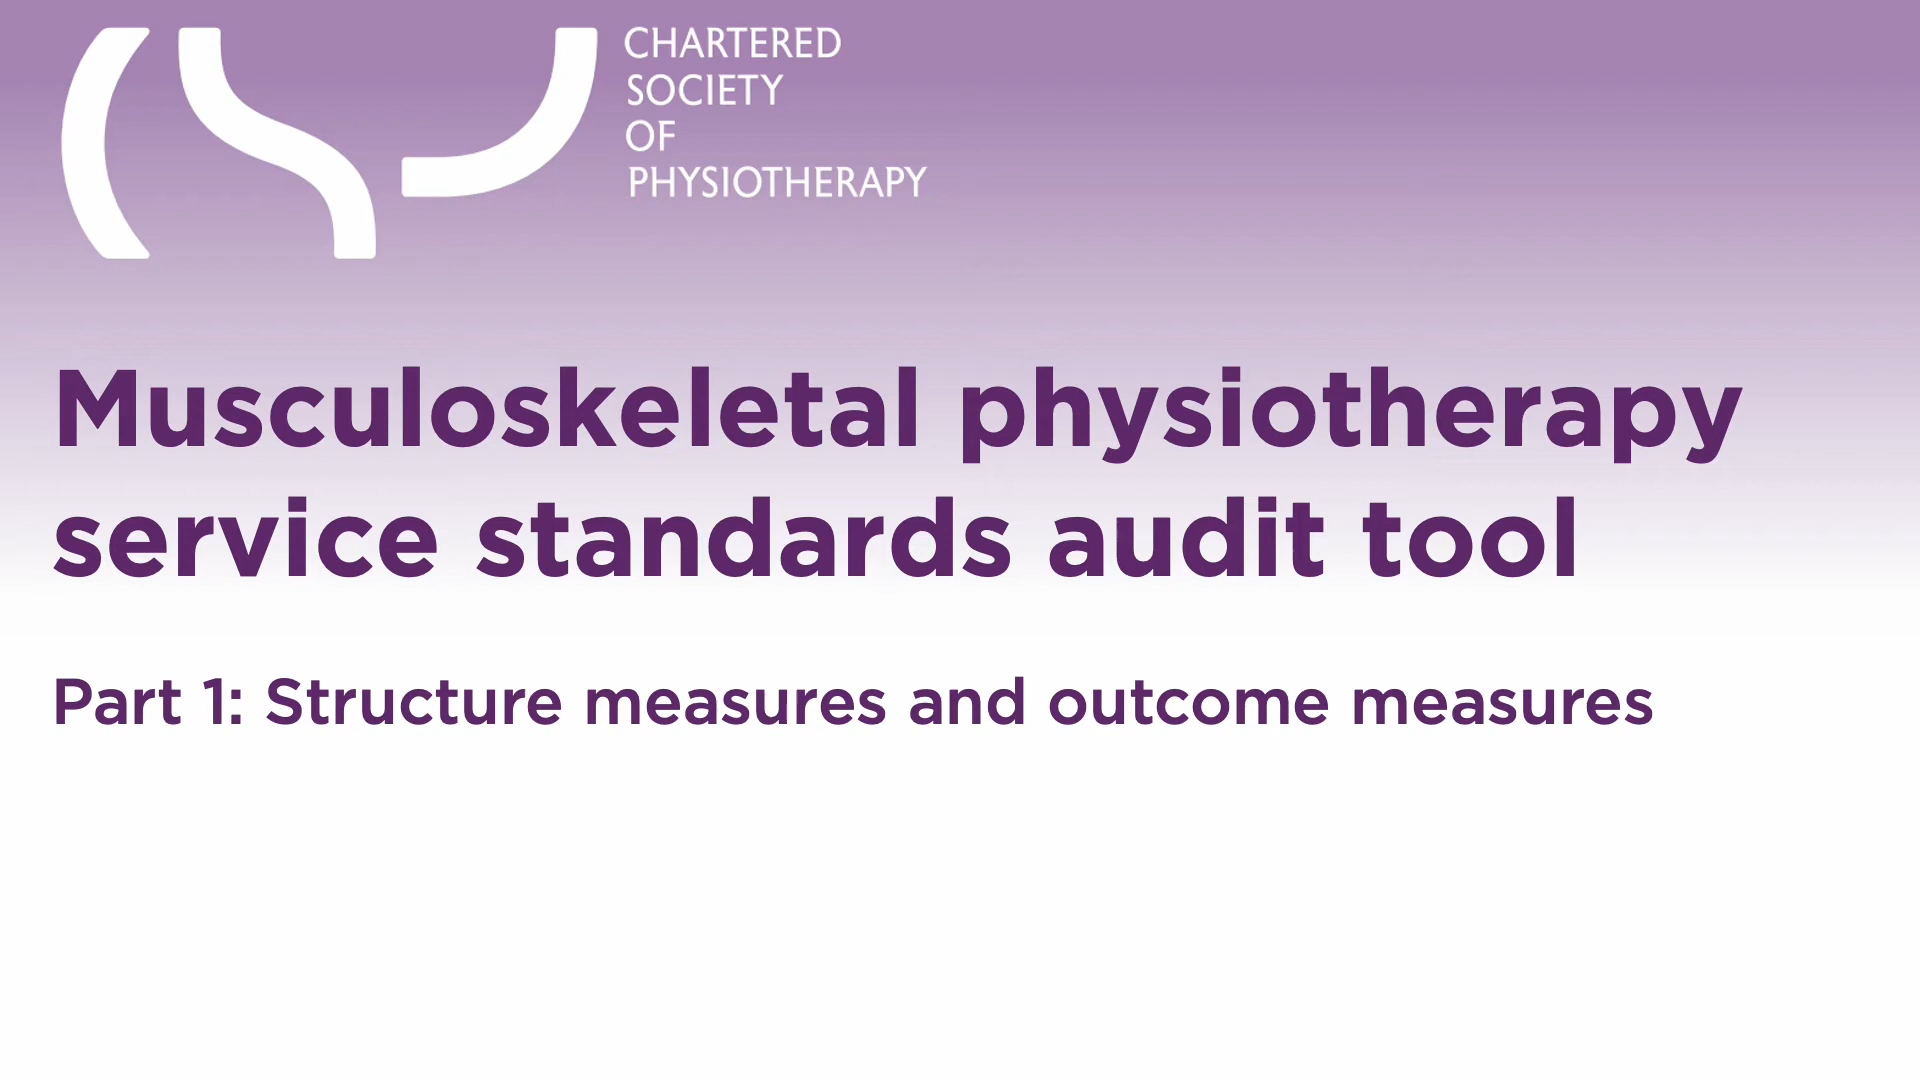 CHARTERED
SOCIETY
OF
PHYSIOTHERAPY
Musculoskeletal physiotherapy
service standards audit tool
Part 1: Structure measures and outcome measures